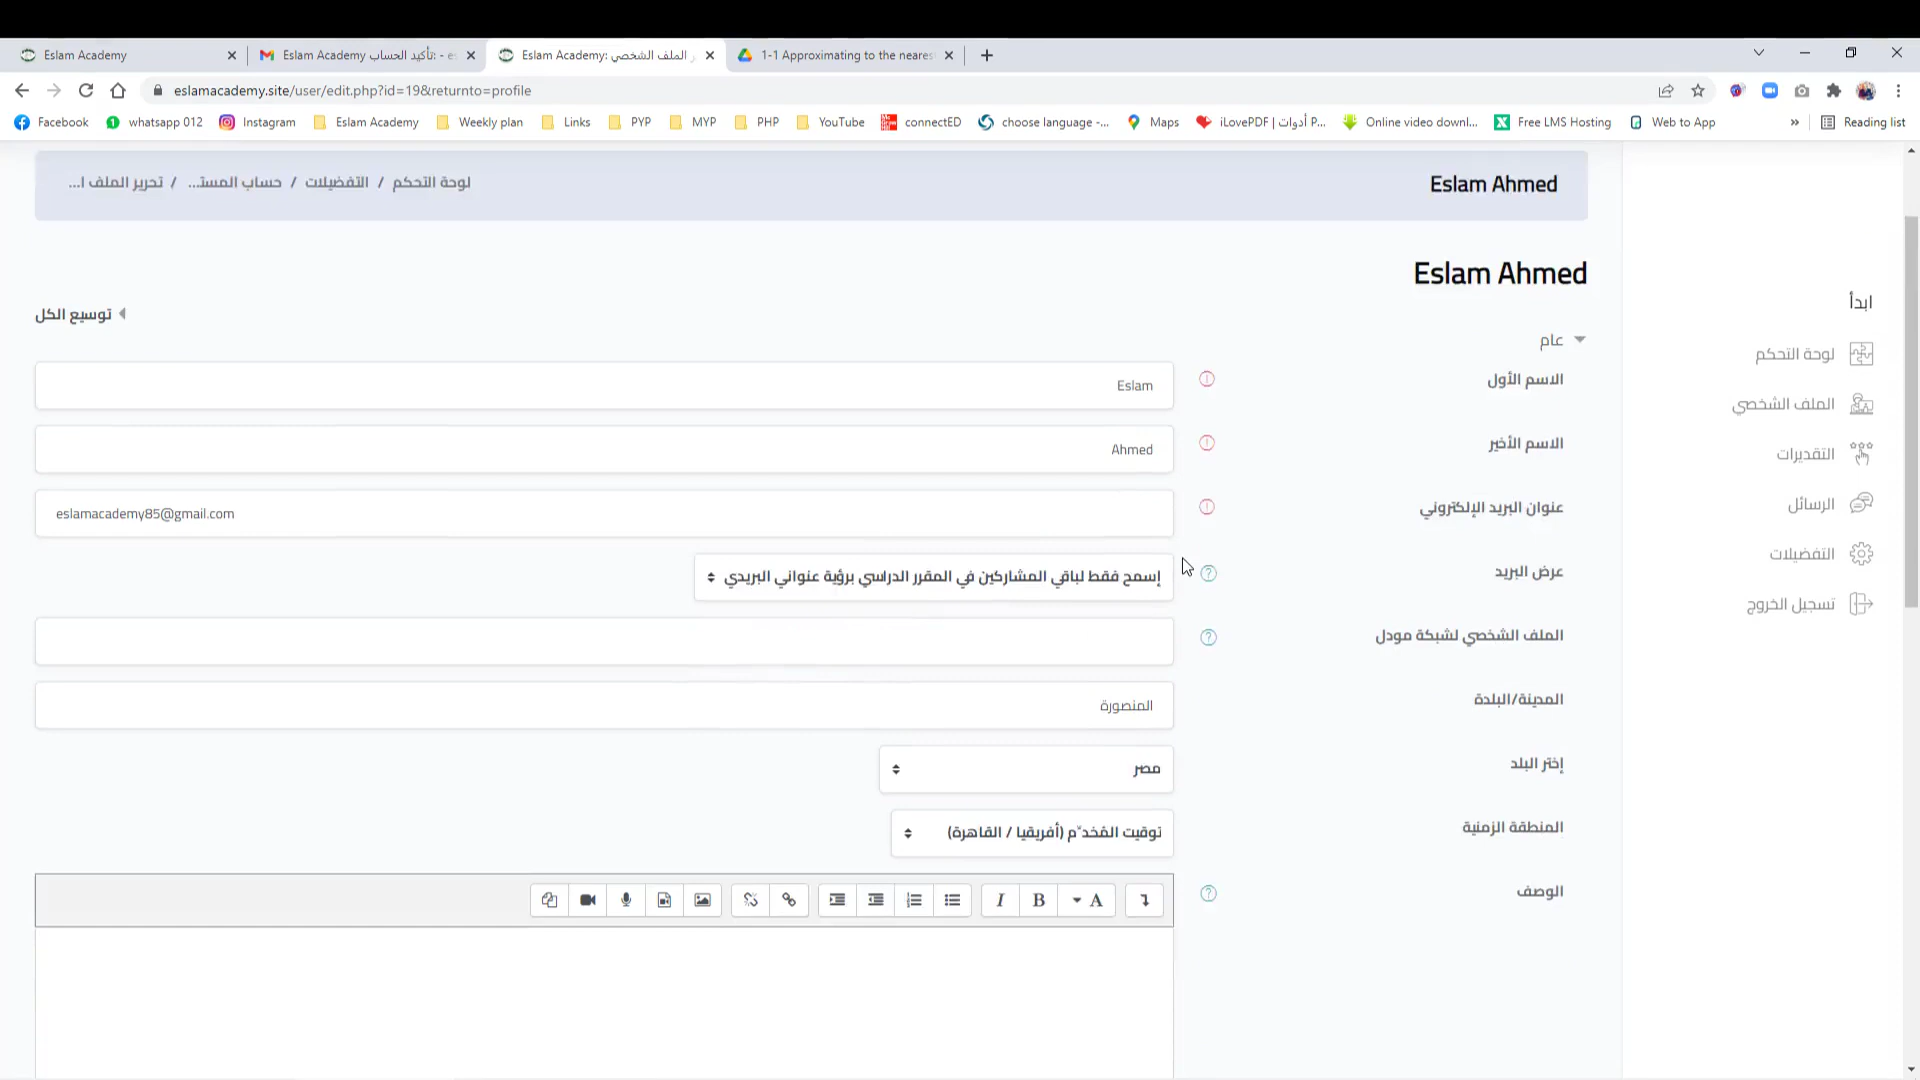 Eslam Academy
Eslam Academy تأكيد الحساب: - es
Eslam Academy: الملف الشخصي
1-1 Approximating to the neares
eslamacademy.site/user/edit.php?id=19&returnto=profile
Facebook whatsapp 012 Instagram Eslam Academy Weekly plan Links PYP MYP PHP YouTube connectED choose language -... Maps iLovePDF | أدوات P... Online video downl... Free LMS Hosting Web to App » Reading list
لوحة التحكم / التفضيلات / حساب المست... / تحرير الملف ا...
Eslam Ahmed
Eslam Ahmed
توسيع الكل
عام
الاسم الأول
Eslam
الاسم الأخير
Ahmed
عنوان البريد الإلكتروني
eslamacademy85@gmail.com
عرض البريد
إسمح فقط لباقي المشاركين في المقرر الدراسي برؤية عنواني البريدي
الملف الشخصي لشبكة مودل
المدينة/البلدة
المنصورة
إختر البلد
مصر
المنطقة الزمنية
توقيت المُخدّم (أفريقيا / القاهرة)
الوصف
A B I
ابدأ
لوحة التحكم
الملف الشخصي
التقديرات
الرسائل
التفضيلات
تسجيل الخروج